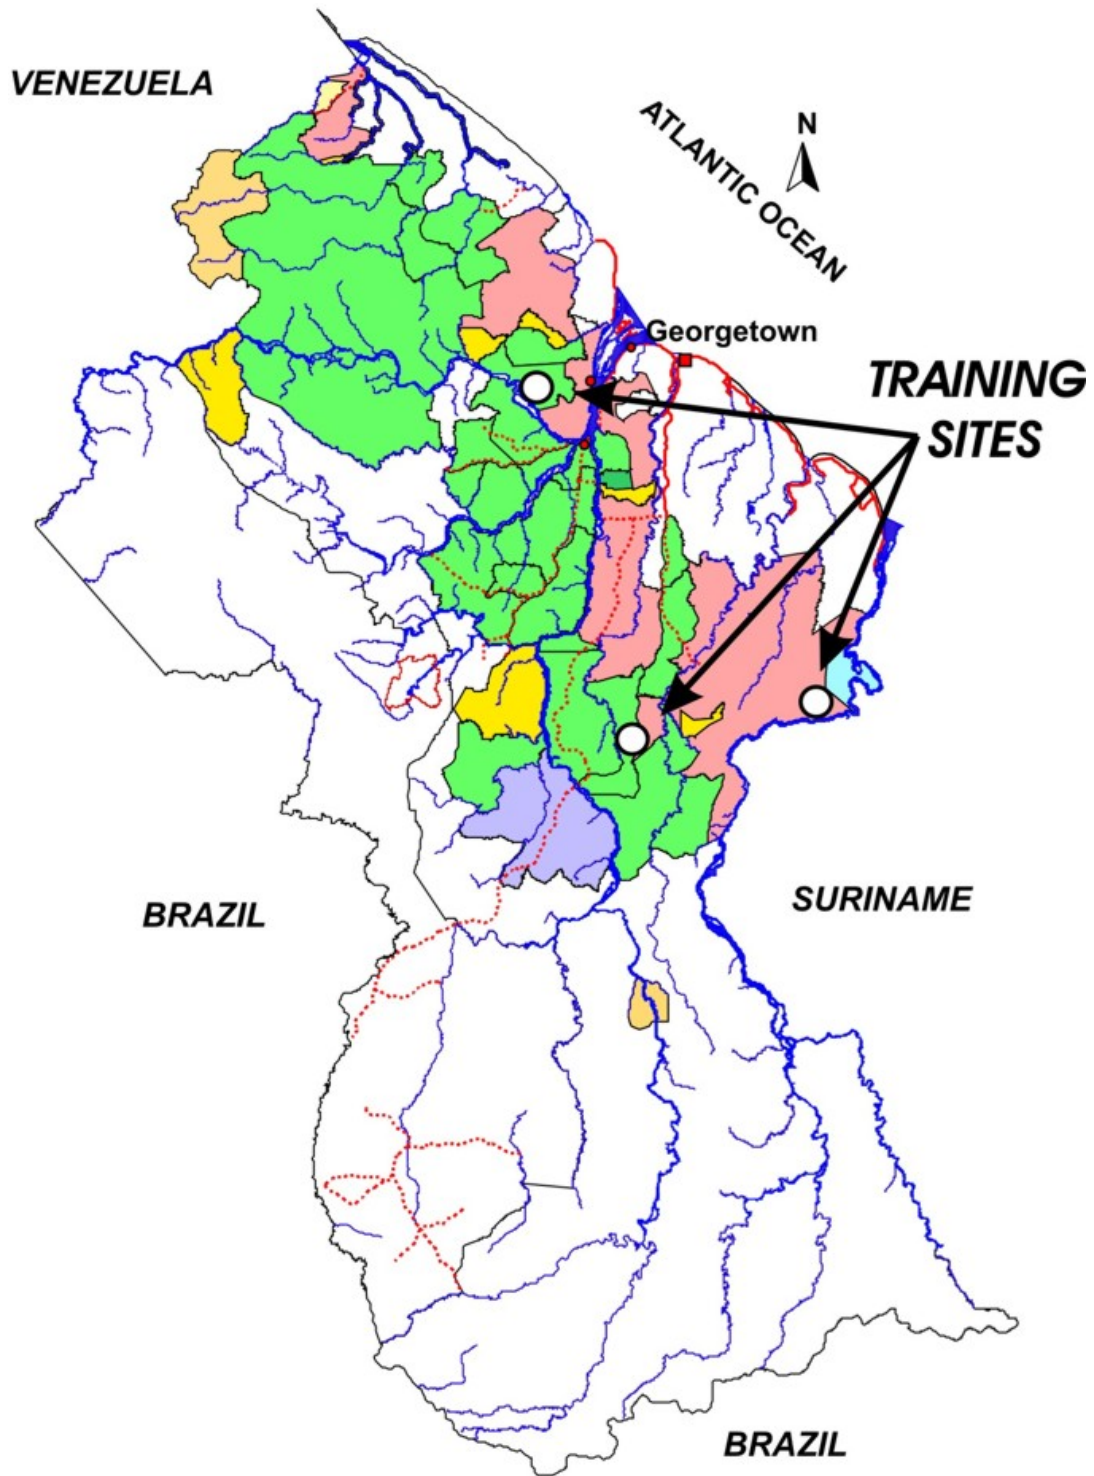 VENEZUELA
ATLANTIC OCEAN
N
Georgetown
TRAINING
SITES
BRAZIL
SURINAME
BRAZIL